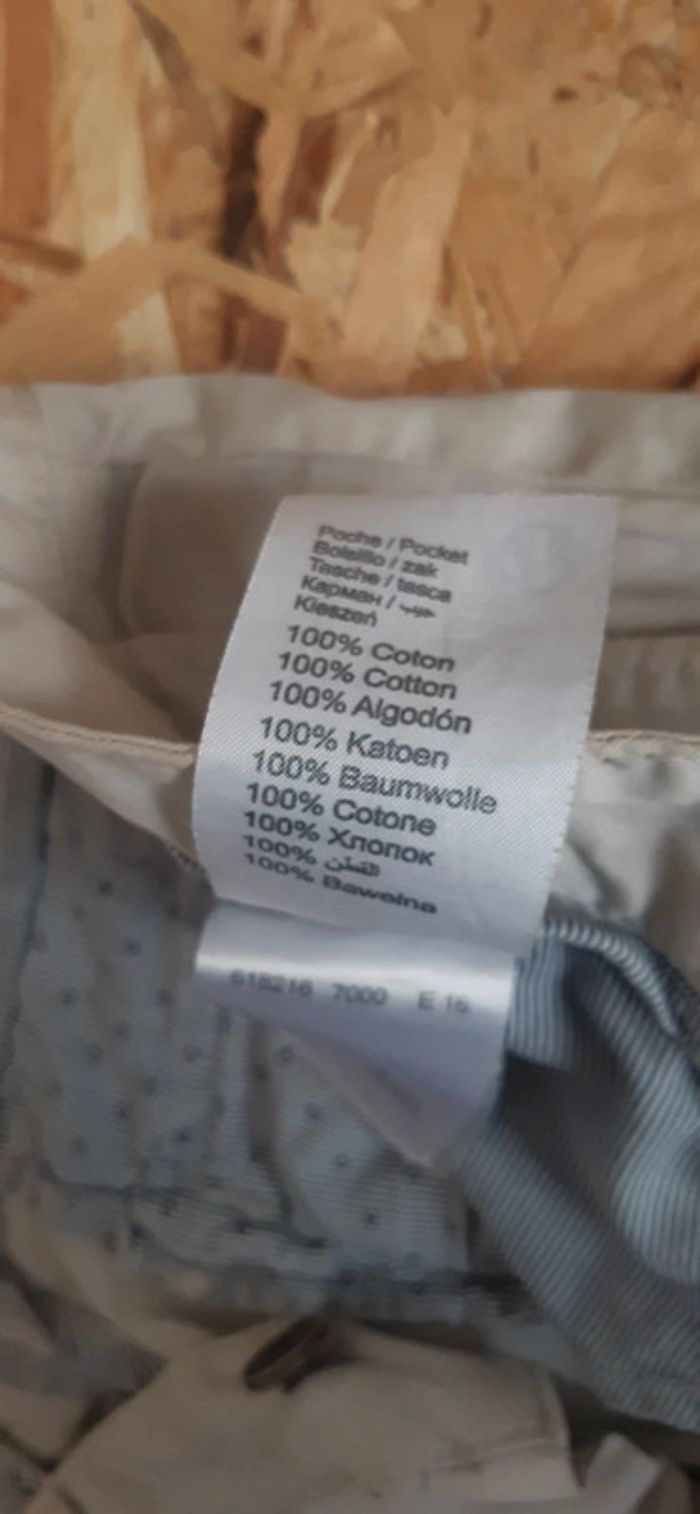 Poche / Pocket
Bolsillo / zak
Tasche / tasca
Карман / جيب
Kieszeń
100% Coton
100% Cotton
100% Algodón
100% Katoen
100% Baumwolle
100% Cotone
100% Хлопок
100% القطن
100% Bawełna
618216 7000 E 16